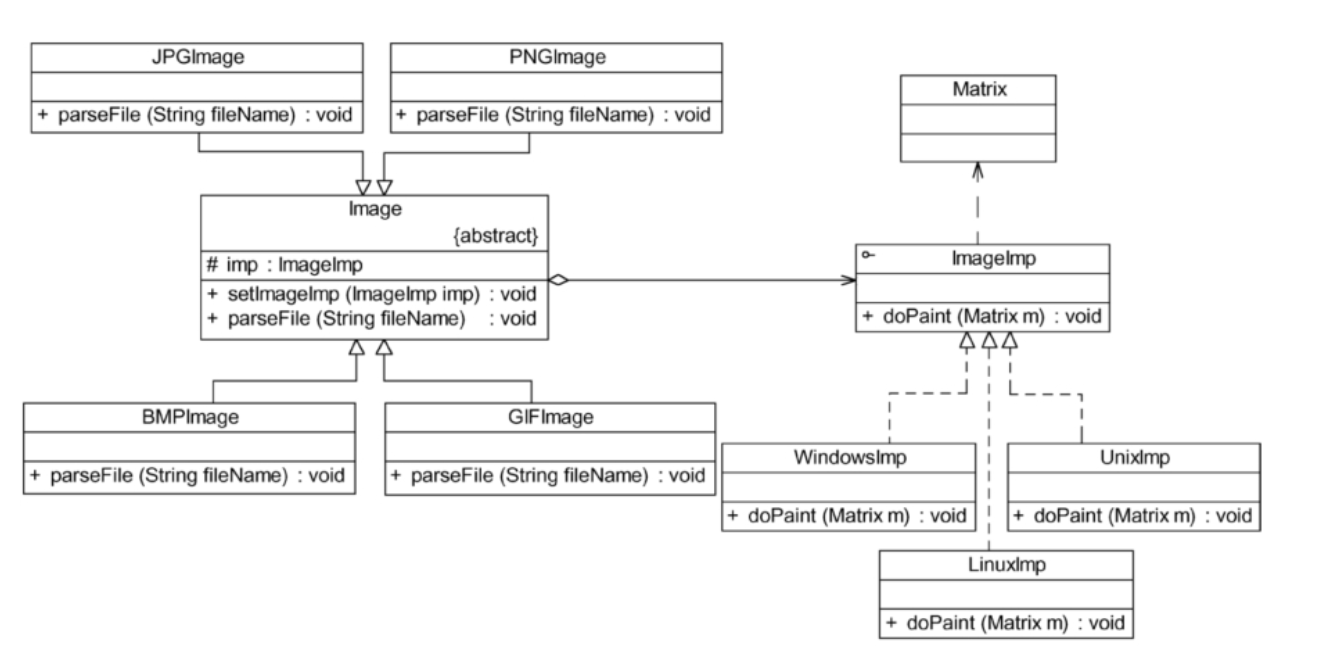 JPGImage
+ parseFile (String fileName) : void
PNGImage
+ parseFile (String fileName) : void
Matrix
Image
{abstract}
# imp : ImageImp
+ setImageImp (ImageImp imp) : void
+ parseFile (String fileName) : void
ImageImp
+ doPaint (Matrix m) : void
BMPImage
+ parseFile (String fileName) : void
GIFImage
+ parseFile (String fileName) : void
WindowsImp
+ doPaint (Matrix m) : void
UnixImp
+ doPaint (Matrix m) : void
LinuxImp
+ doPaint (Matrix m) : void